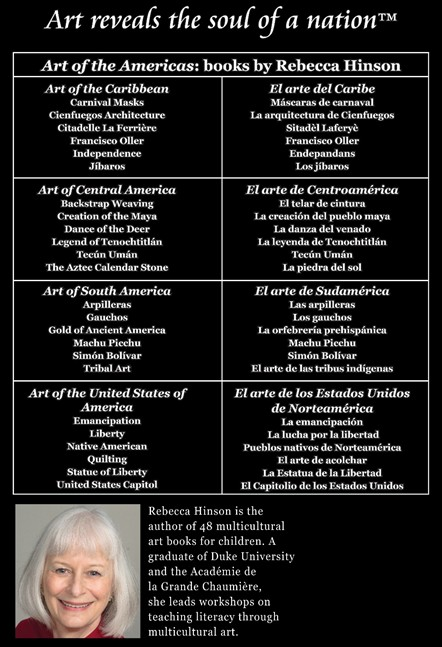 Art reveals the soul of a nation™
Art of the Americas: books by Rebecca Hinson
Art of the Caribbean
Carnival Masks
Cienfuegos Architecture
Citadelle La Ferrière
Francisco Oller
Independence
Jíbaros
El arte del Caribe
Máscaras de carnaval
La arquitectura de Cienfuegos
Sitadèl Laferyè
Francisco Oller
Endepandans
Los jíbaros
Art of Central America
Backstrap Weaving
Creation of the Maya
Dance of the Deer
Legend of Tenochtitlán
Tecún Umán
The Aztec Calendar Stone
El arte de Centroamérica
El telar de cintura
La creación del pueblo maya
La danza del venado
La leyenda de Tenochtitlán
Tecún Umán
La piedra del sol
Art of South America
Arpilleras
Gauchos
Gold of Ancient America
Machu Picchu
Simón Bolívar
Tribal Art
El arte de Sudamérica
Las arpilleras
Los gauchos
La orfebrería prehispánica
Machu Picchu
Simón Bolívar
El arte de las tribus indígenas
Art of the United States of
America
Emancipation
Liberty
Native American
Quilting
Statue of Liberty
United States Capitol
El arte de los Estados Unidos
de Norteamérica
La emancipación
La lucha por la libertad
Pueblos nativos de Norteamérica
El arte de acolchar
La Estatua de la Libertad
El Capitolio de los Estados Unidos
Rebecca Hinson is the
author of 48 multicultural
art books for children. A
graduate of Duke University
and the Académie de
la Grande Chaumière,
she leads workshops on
teaching literacy through
multicultural art.